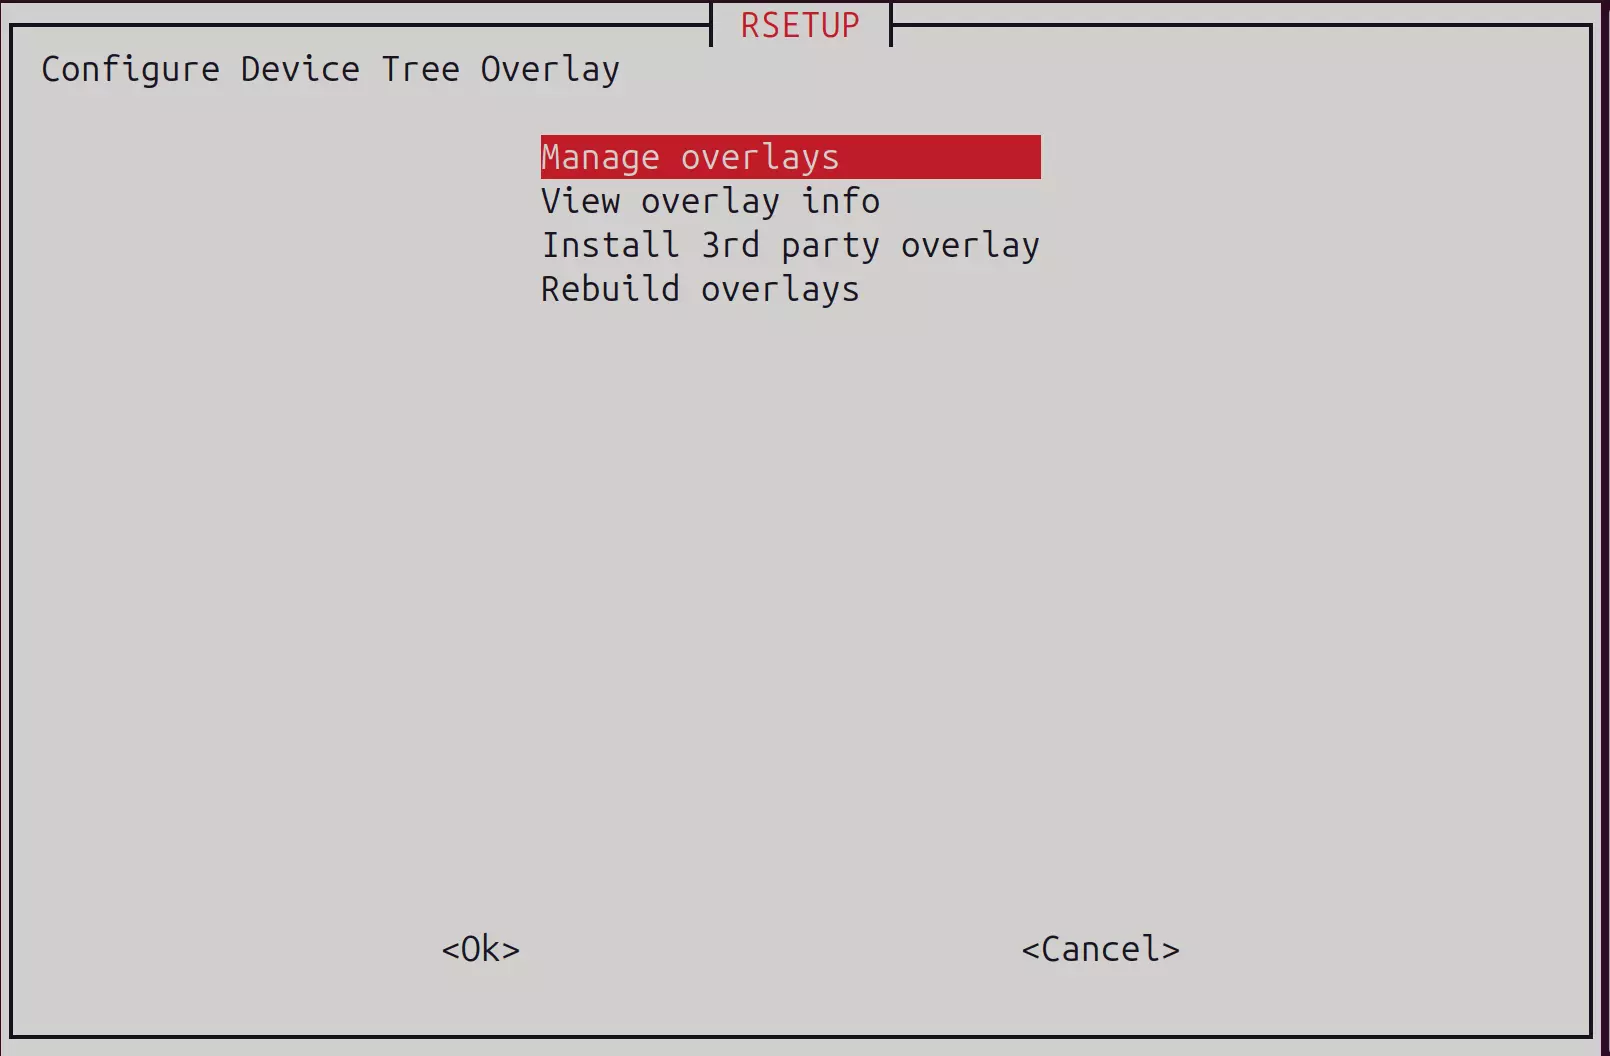 RSETUP
Configure Device Tree Overlay
Manage overlays
View overlay info
Install 3rd party overlay
Rebuild overlays
<Ok> <Cancel>